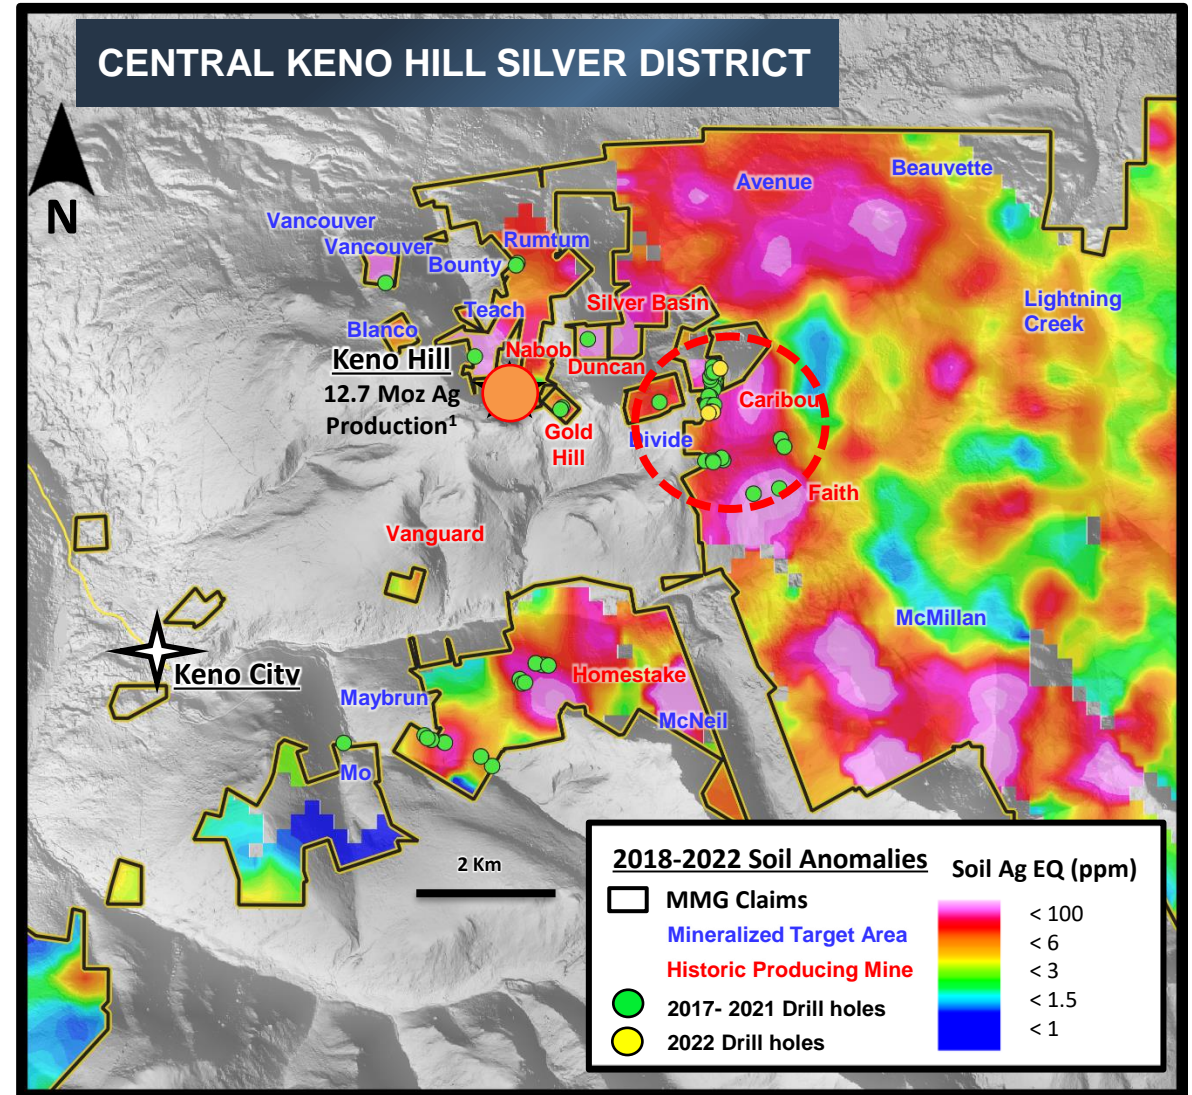 CENTRAL KENO HILL SILVER DISTRICT
N
Beauvette
Avenue
Vancouver
Vancouver
Rumtum
Bounty
Lightning
Creek
Silver Basin
Teach
Blanco
Nabob
Keno Hill
Duncan
12.7 Moz Ag
Production¹
Caribou
Gold
Hill
Divide
Faith
Vanguard
McMillan
Keno City
Homestake
Maybrun
McNeil
Mo
2 Km
2018-2022 Soil Anomalies
MMG Claims
Mineralized Target Area
Historic Producing Mine
2017- 2021 Drill holes
2022 Drill holes
Soil Ag EQ (ppm)
< 100
< 6
< 3
< 1.5
< 1